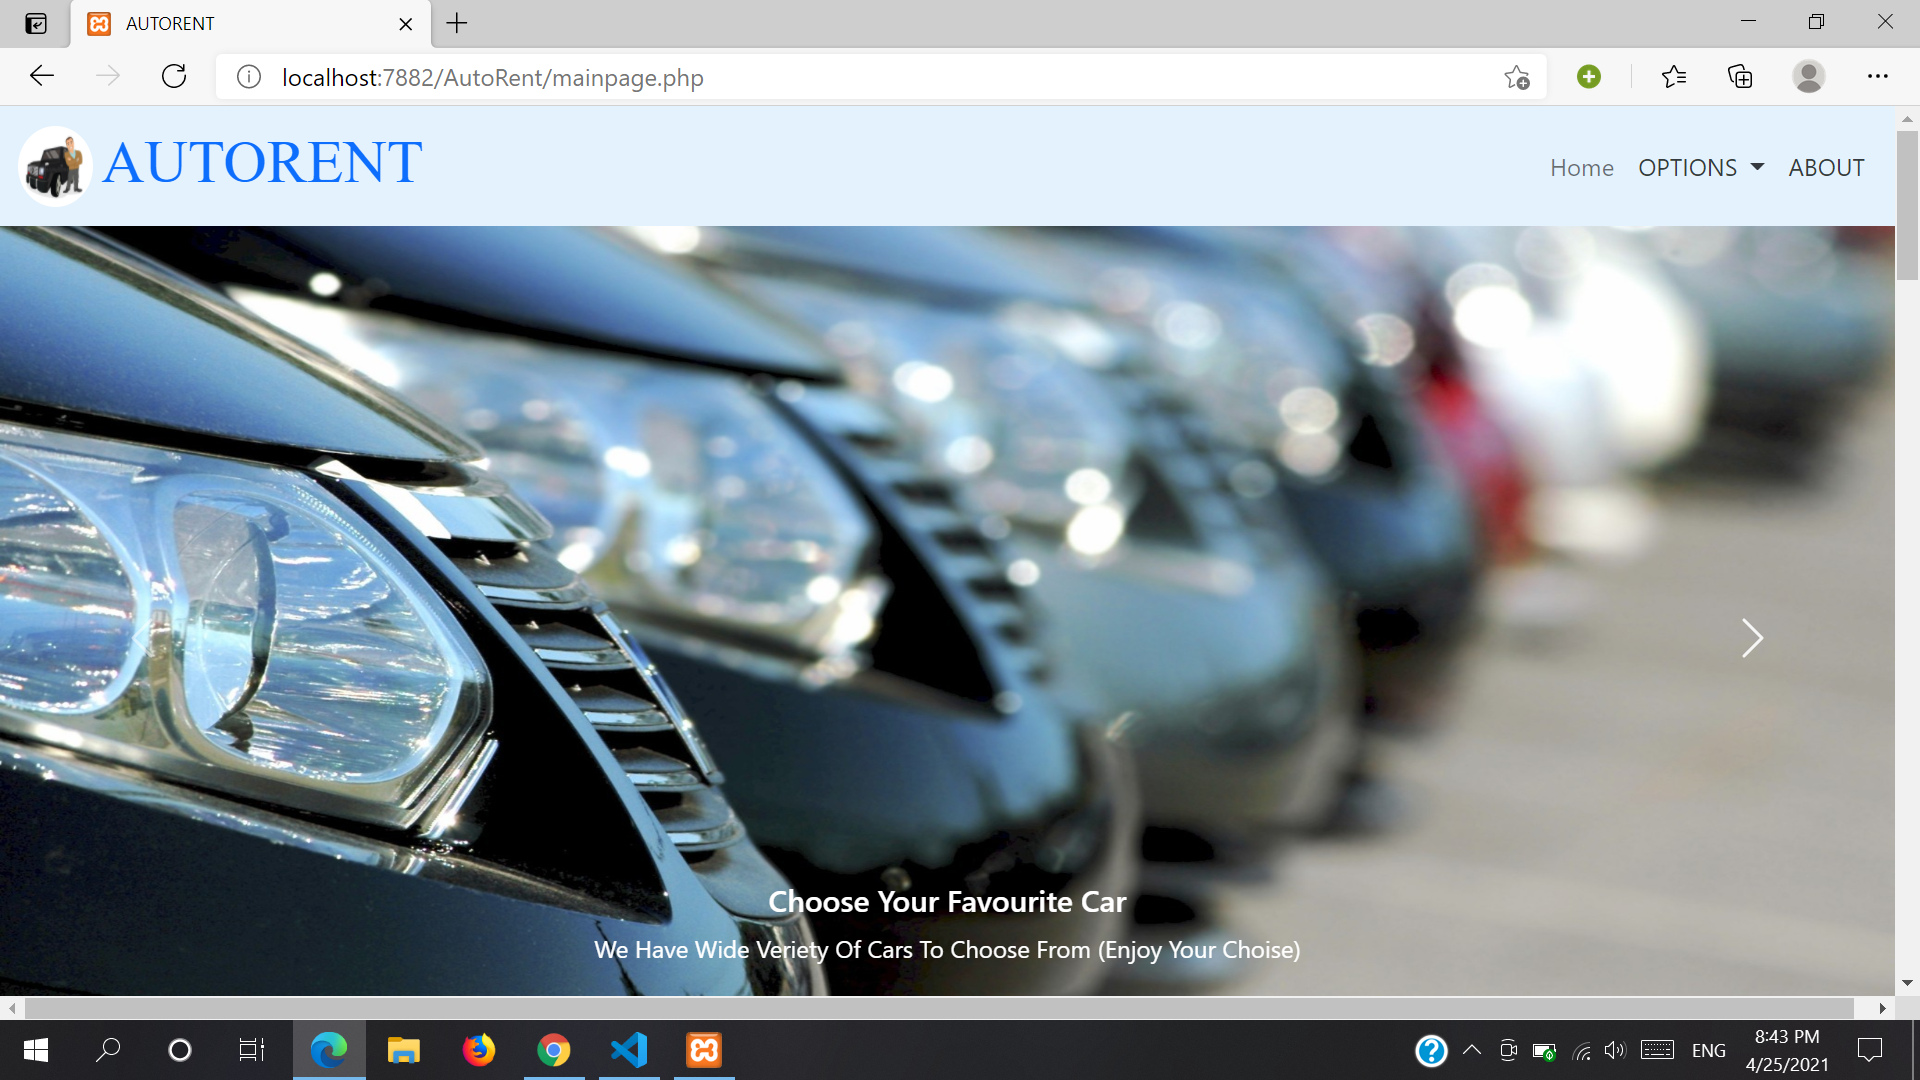 AUTORENT
localhost:7882/AutoRent/mainpage.php
AUTORENT
Home OPTIONS ABOUT
Choose Your Favourite Car
We Have Wide Veriety Of Cars To Choose From (Enjoy Your Choise)
ENG
8:43 PM
4/25/2021